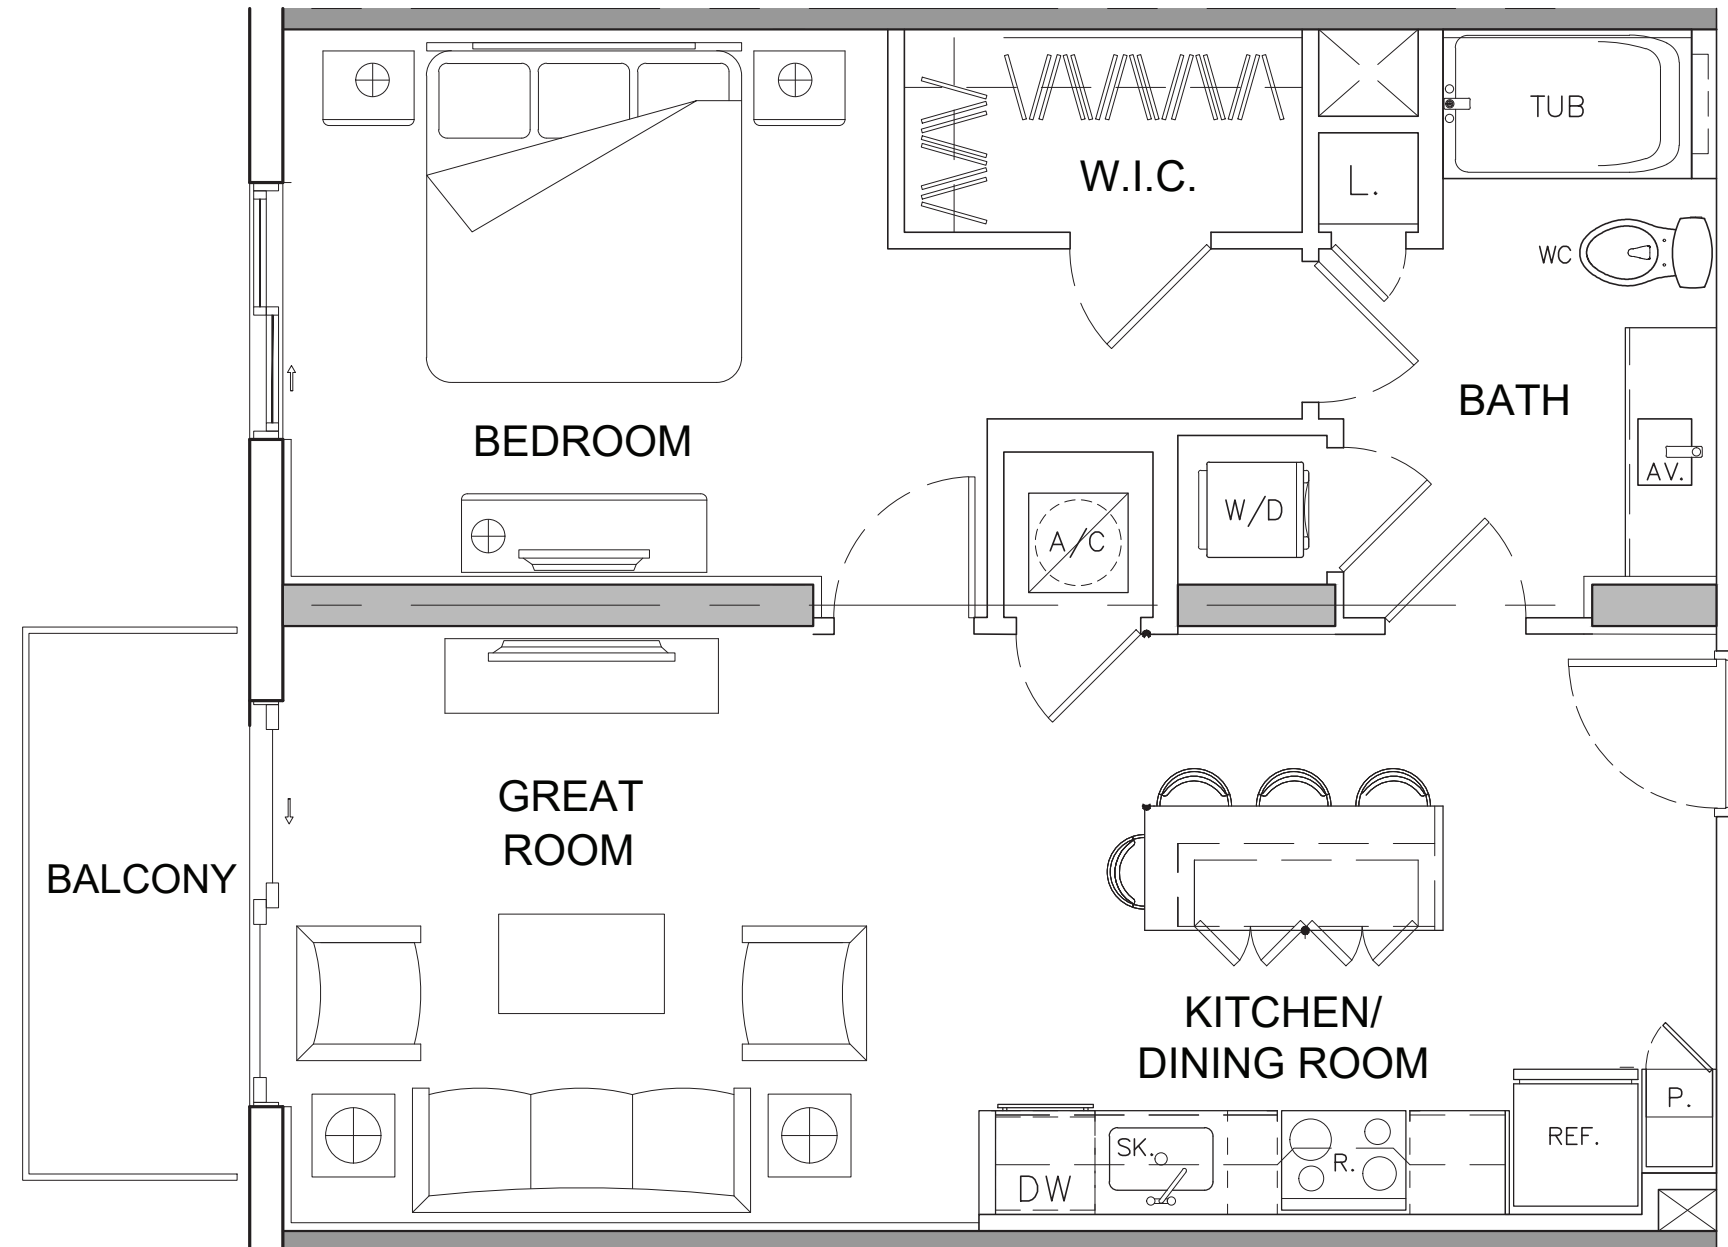 TUB
W.I.C.
L.
WC
BATH
BEDROOM
AV.
W/D
A/C
GREAT
ROOM
BALCONY
KITCHEN/
DINING ROOM
P.
REF.
SK.
R.
DW